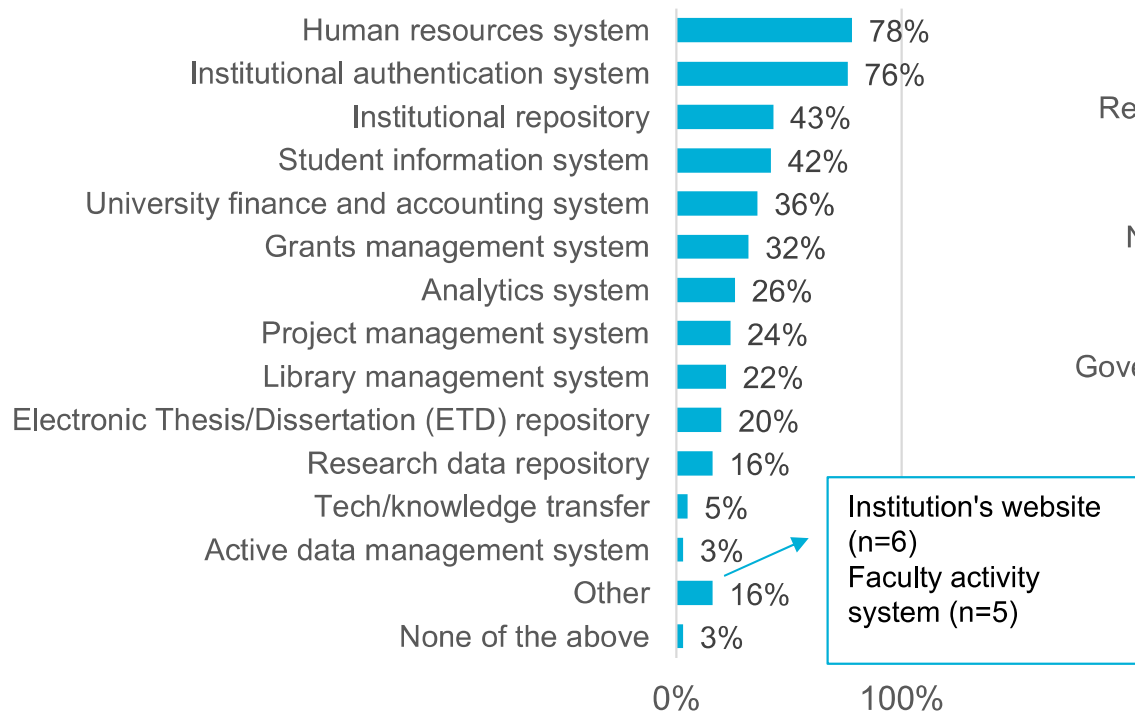 Human resources system 78%
Institutional authentication system 76%
Institutional repository 43%
Student information system 42%
University finance and accounting system 36%
Grants management system 32%
Analytics system 26%
Project management system 24%
Library management system 22%
Electronic Thesis/Dissertation (ETD) repository 20%
Research data repository 16%
Tech/knowledge transfer 5%
Active data management system 3%
Other 16%
None of the above 3%
0% 100%
Institution's website
(n=6)
Faculty activity
system (n=5)
Re
N
Gove